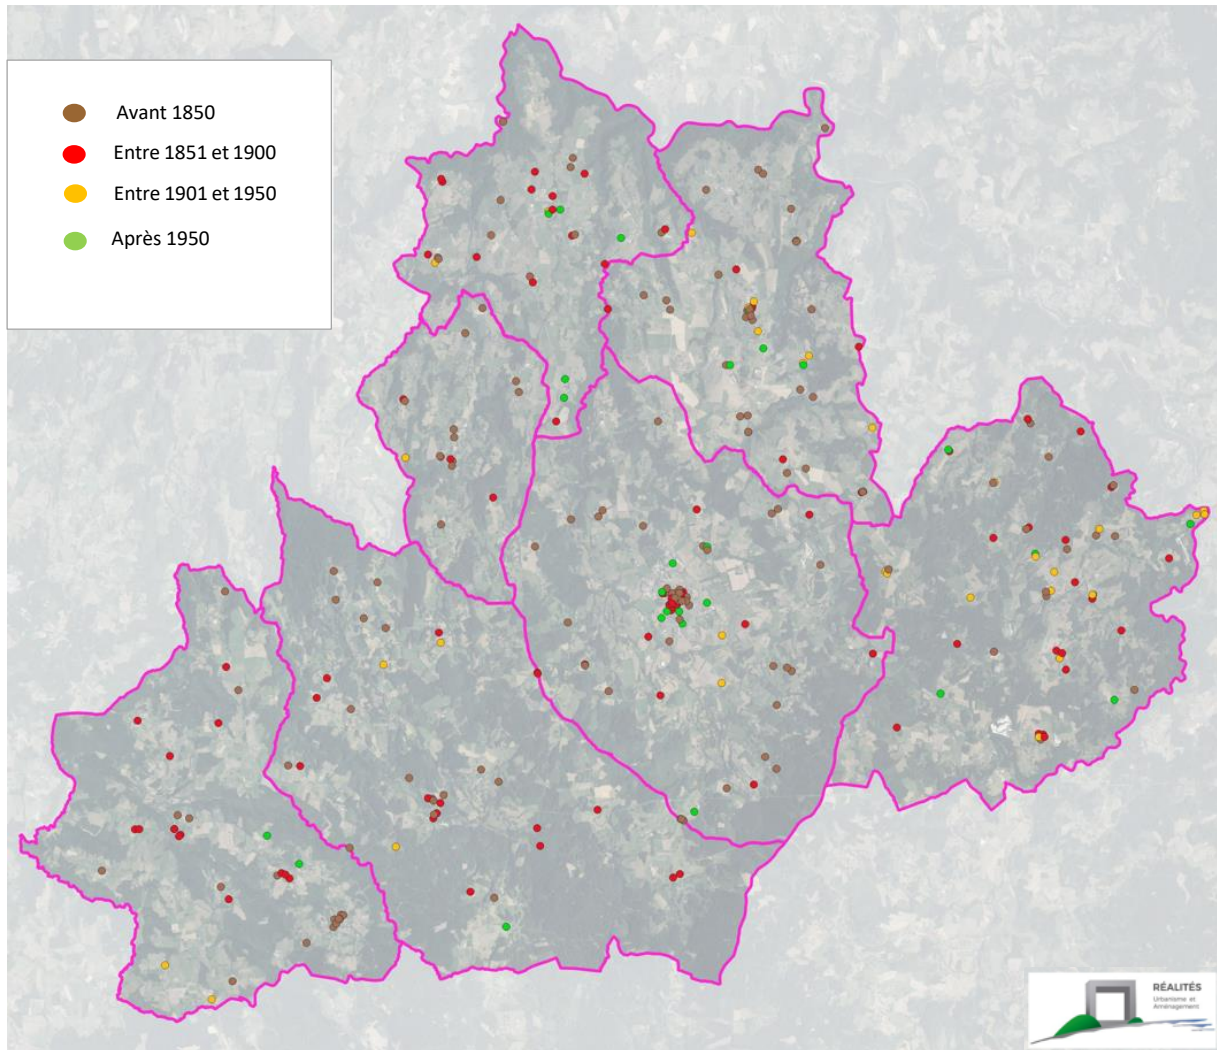 Avant 1850
Entre 1851 et 1900
Entre 1901 et 1950
Après 1950
RÉALITÉS
Urbanisme et
Aménagement